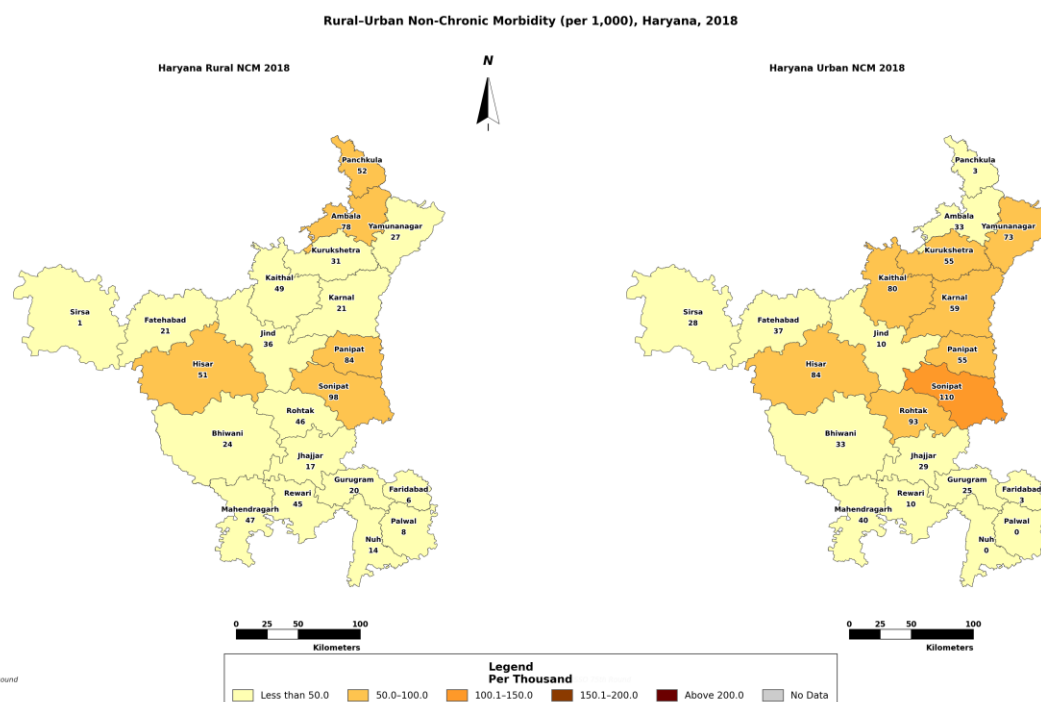 Rural–Urban Non-Chronic Morbidity (per 1,000), Haryana, 2018
Haryana Rural NCM 2018
N
Haryana Urban NCM 2018
Panchkula
52
Ambala
78
Yamunanagar
27
Kurukshetra
31
Kaithal
49
Karnal
21
Sirsa
1
Fatehabad
21
Jind
36
Panipat
84
Hisar
51
Sonipat
98
Rohtak
46
Bhiwani
24
Jhajjar
17
Gurugram
20
Faridabad
6
Rewari
45
Mahendragarh
47
Palwal
8
Nuh
14
0 25 50 100
Kilometers
Panchkula
3
Ambala
33
Yamunanagar
73
Kurukshetra
55
Kaithal
80
Karnal
59
Sirsa
28
Fatehabad
37
Jind
10
Panipat
55
Hisar
84
Sonipat
110
Rohtak
93
Bhiwani
33
Jhajjar
29
Gurugram
25
Faridabad
3
Rewari
10
Mahendragarh
40
Palwal
0
Nuh
0
0 25 50 100
Kilometers
ound
Legend
Per Thousand
Less than 50.0
50.0–100.0
100.1–150.0
150.1–200.0
Above 200.0
No Data